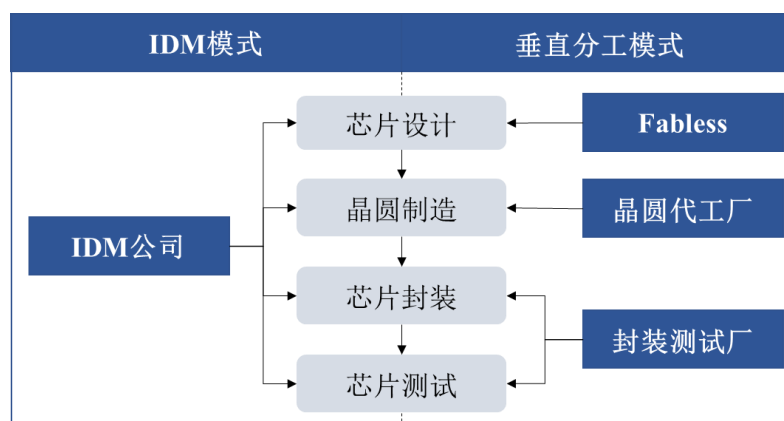 IDM模式
垂直分工模式
芯片设计
Fabless
晶圆制造
晶圆代工厂
IDM公司
芯片封装
封装测试厂
芯片测试